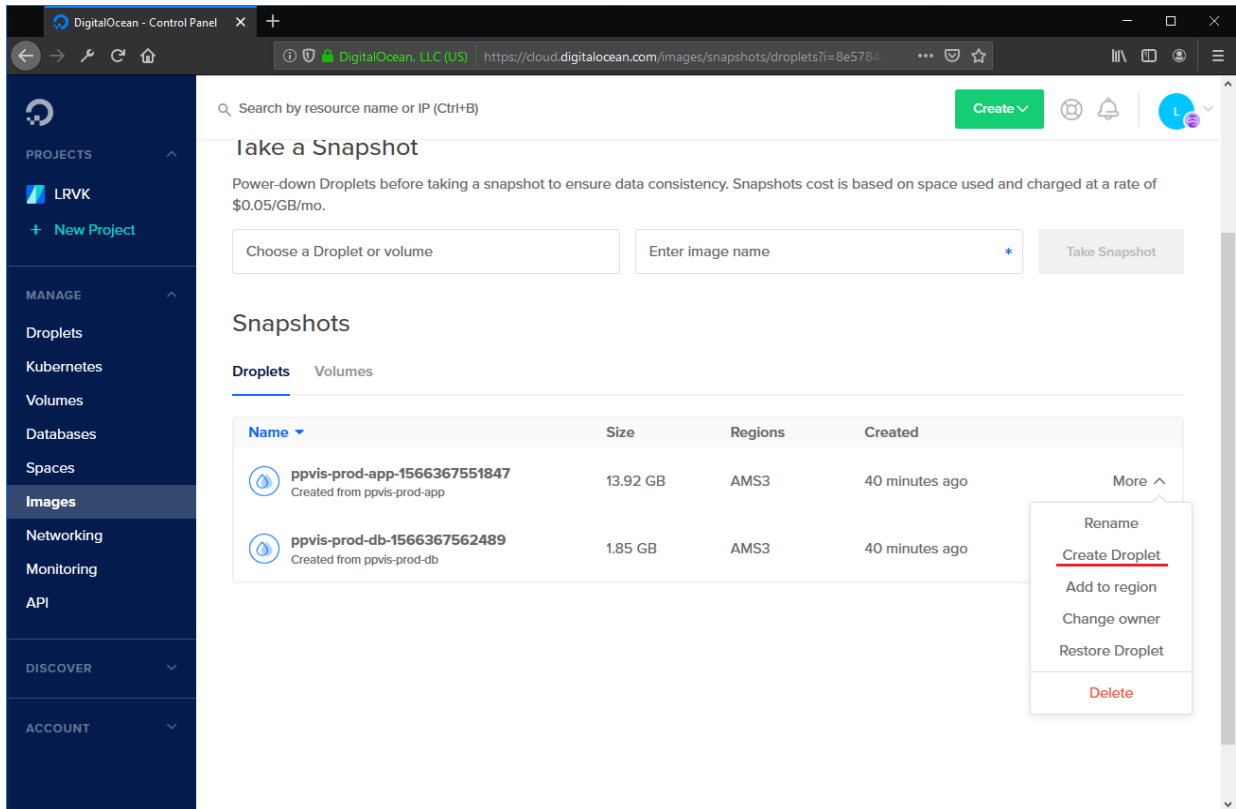 DigitalOcean - Control Panel
DigitalOcean, LLC (US) https://cloud.digitalocean.com/images/snapshots/droplets?i=8e5784
Search by resource name or IP (Ctrl+B)
Create
L
PROJECTS
LRVK
+ New Project
MANAGE
Droplets
Kubernetes
Volumes
Databases
Spaces
Images
Networking
Monitoring
API
DISCOVER
ACCOUNT
Take a Snapshot
Power-down Droplets before taking a snapshot to ensure data consistency. Snapshots cost is based on space used and charged at a rate of
$0.05/GB/mo.
Choose a Droplet or volume
Enter image name *
Take Snapshot
Snapshots
Droplets Volumes
Name Size Regions Created
ppvis-prod-app-1566367551847 13.92 GB AMS3 40 minutes ago More
Created from ppvis-prod-app
ppvis-prod-db-1566367562489 1.85 GB AMS3 40 minutes ago
Created from ppvis-prod-db
Rename
Create Droplet
Add to region
Change owner
Restore Droplet
Delete